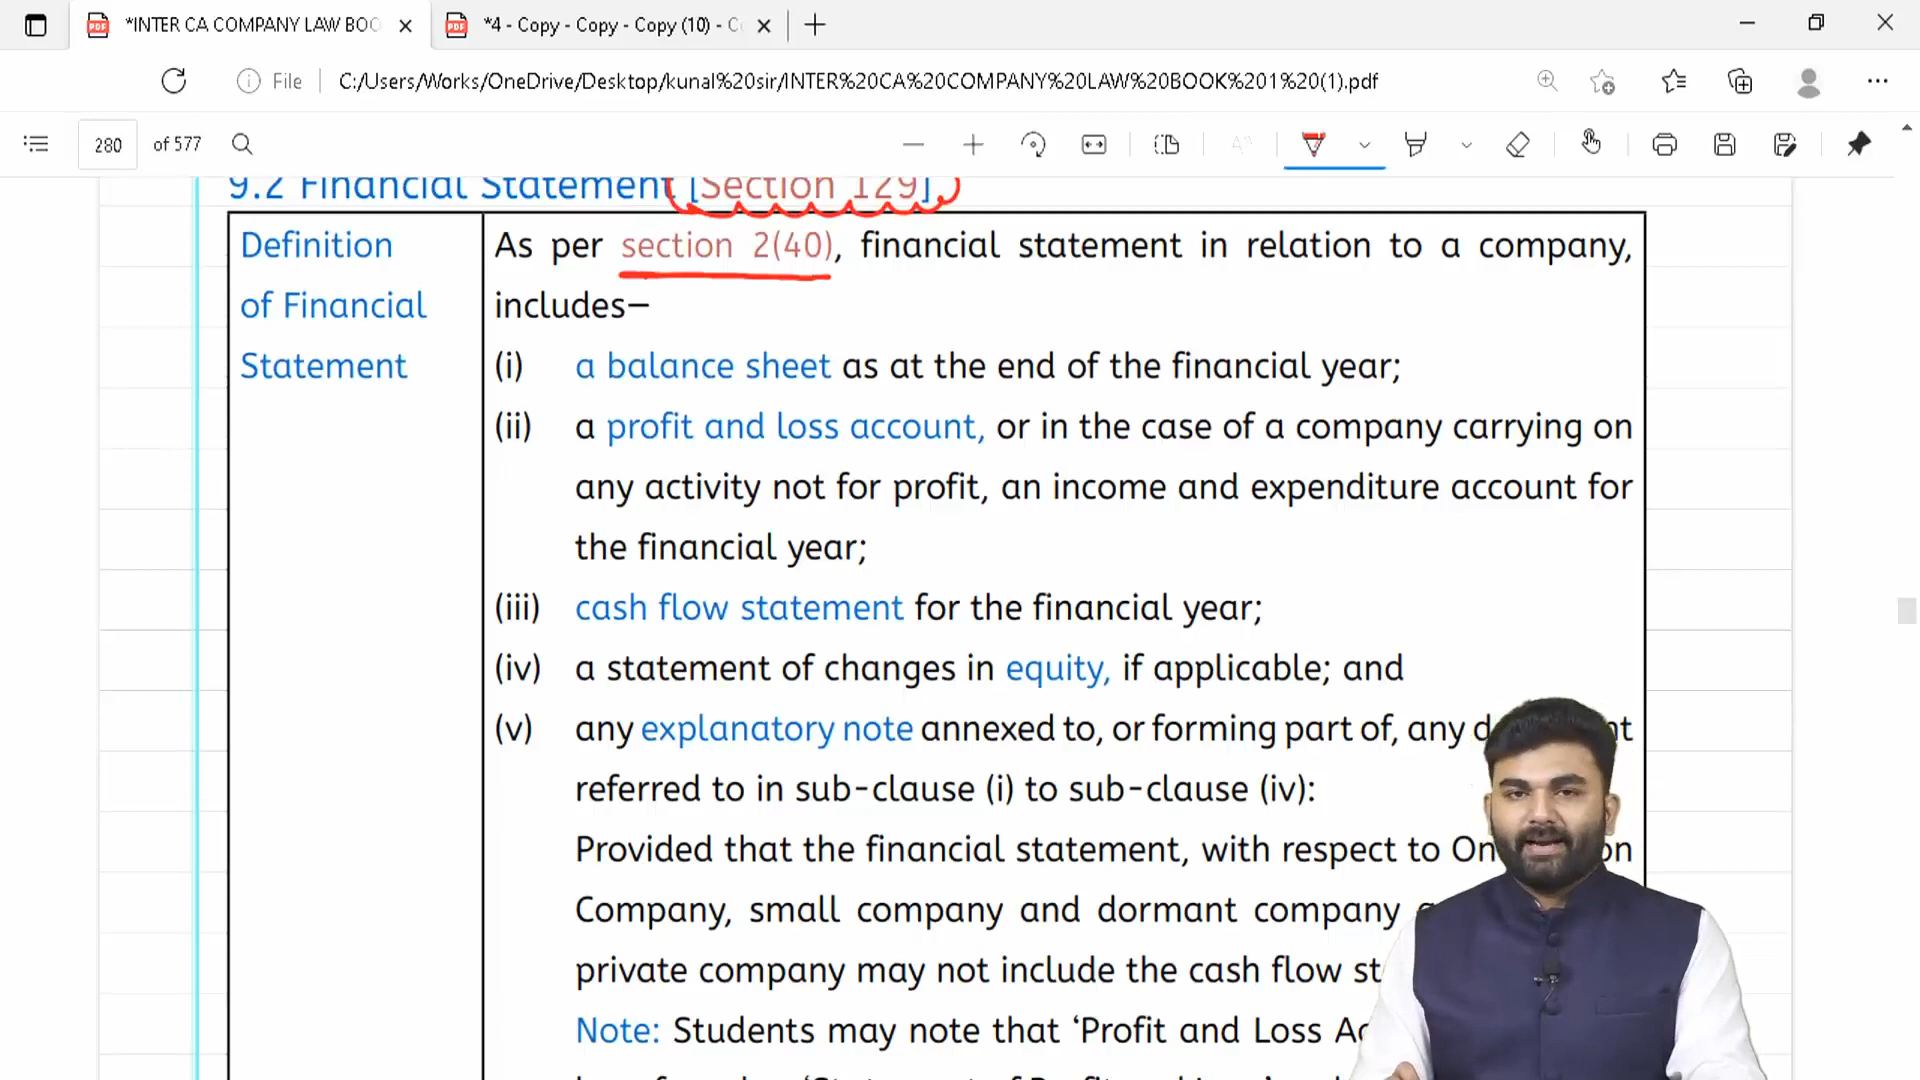 *INTER CA COMPANY LAW BOO
*4 - Copy - Copy - Copy (10) - C
File
C:/Users/Works/OneDrive/Desktop/kunal%20sir/INTER%20CA%20COMPANY%20LAW%20BOOK%201%20(1).pdf
280 of 577
9.2 Financial Statement [Section 129]
Definition
of Financial
Statement
As per section 2(40), financial statement in relation to a company,
includes—
(i) a balance sheet as at the end of the financial year;
(ii) a profit and loss account, or in the case of a company carrying on
any activity not for profit, an income and expenditure account for
the financial year;
(iii) cash flow statement for the financial year;
(iv) a statement of changes in equity, if applicable; and
(v) any explanatory note annexed to, or forming part of, any
referred to in sub-clause (i) to sub-clause (iv):
Provided that the financial statement, with respect to
Company, small company and dormant company
private company may not include the cash flow
Note: Students may note that ‘Profit and Loss